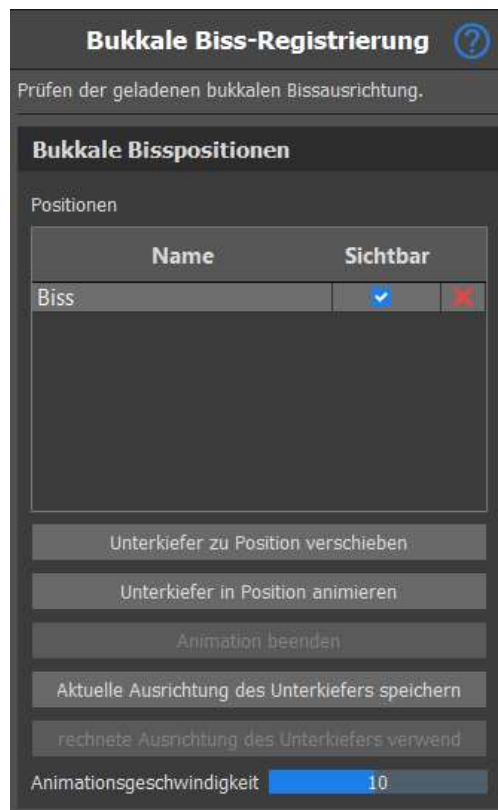 Bukkale Biss-Registrierung ?
Prüfen der geladenen bukkalen Bissausrichtung.
Bukkale Bisspositionen
Positionen
Name Sichtbar
Biss
Unterkiefer zu Position verschieben
Unterkiefer in Position animieren
Animation beenden
Aktuelle Ausrichtung des Unterkiefers speichern
rechnete Ausrichtung des Unterkiefers verwend
Animationsgeschwindigkeit 10